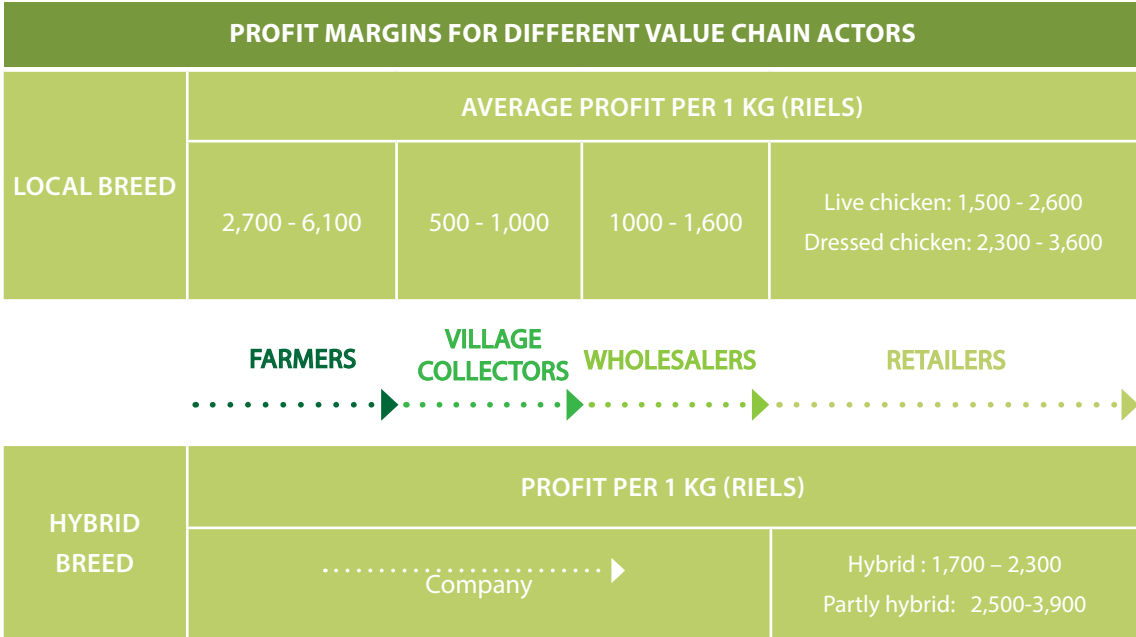 PROFIT MARGINS FOR DIFFERENT VALUE CHAIN ACTORS
LOCAL BREED
AVERAGE PROFIT PER 1 KG (RIELS)
2,700 - 6,100
500 - 1,000
1000 - 1,600
Live chicken: 1,500 - 2,600
Dressed chicken: 2,300 - 3,600
FARMERS
VILLAGE
COLLECTORS
WHOLESALERS
RETAILERS
HYBRID
BREED
PROFIT PER 1 KG (RIELS)
Company
Hybrid : 1,700 – 2,300
Partly hybrid: 2,500-3,900